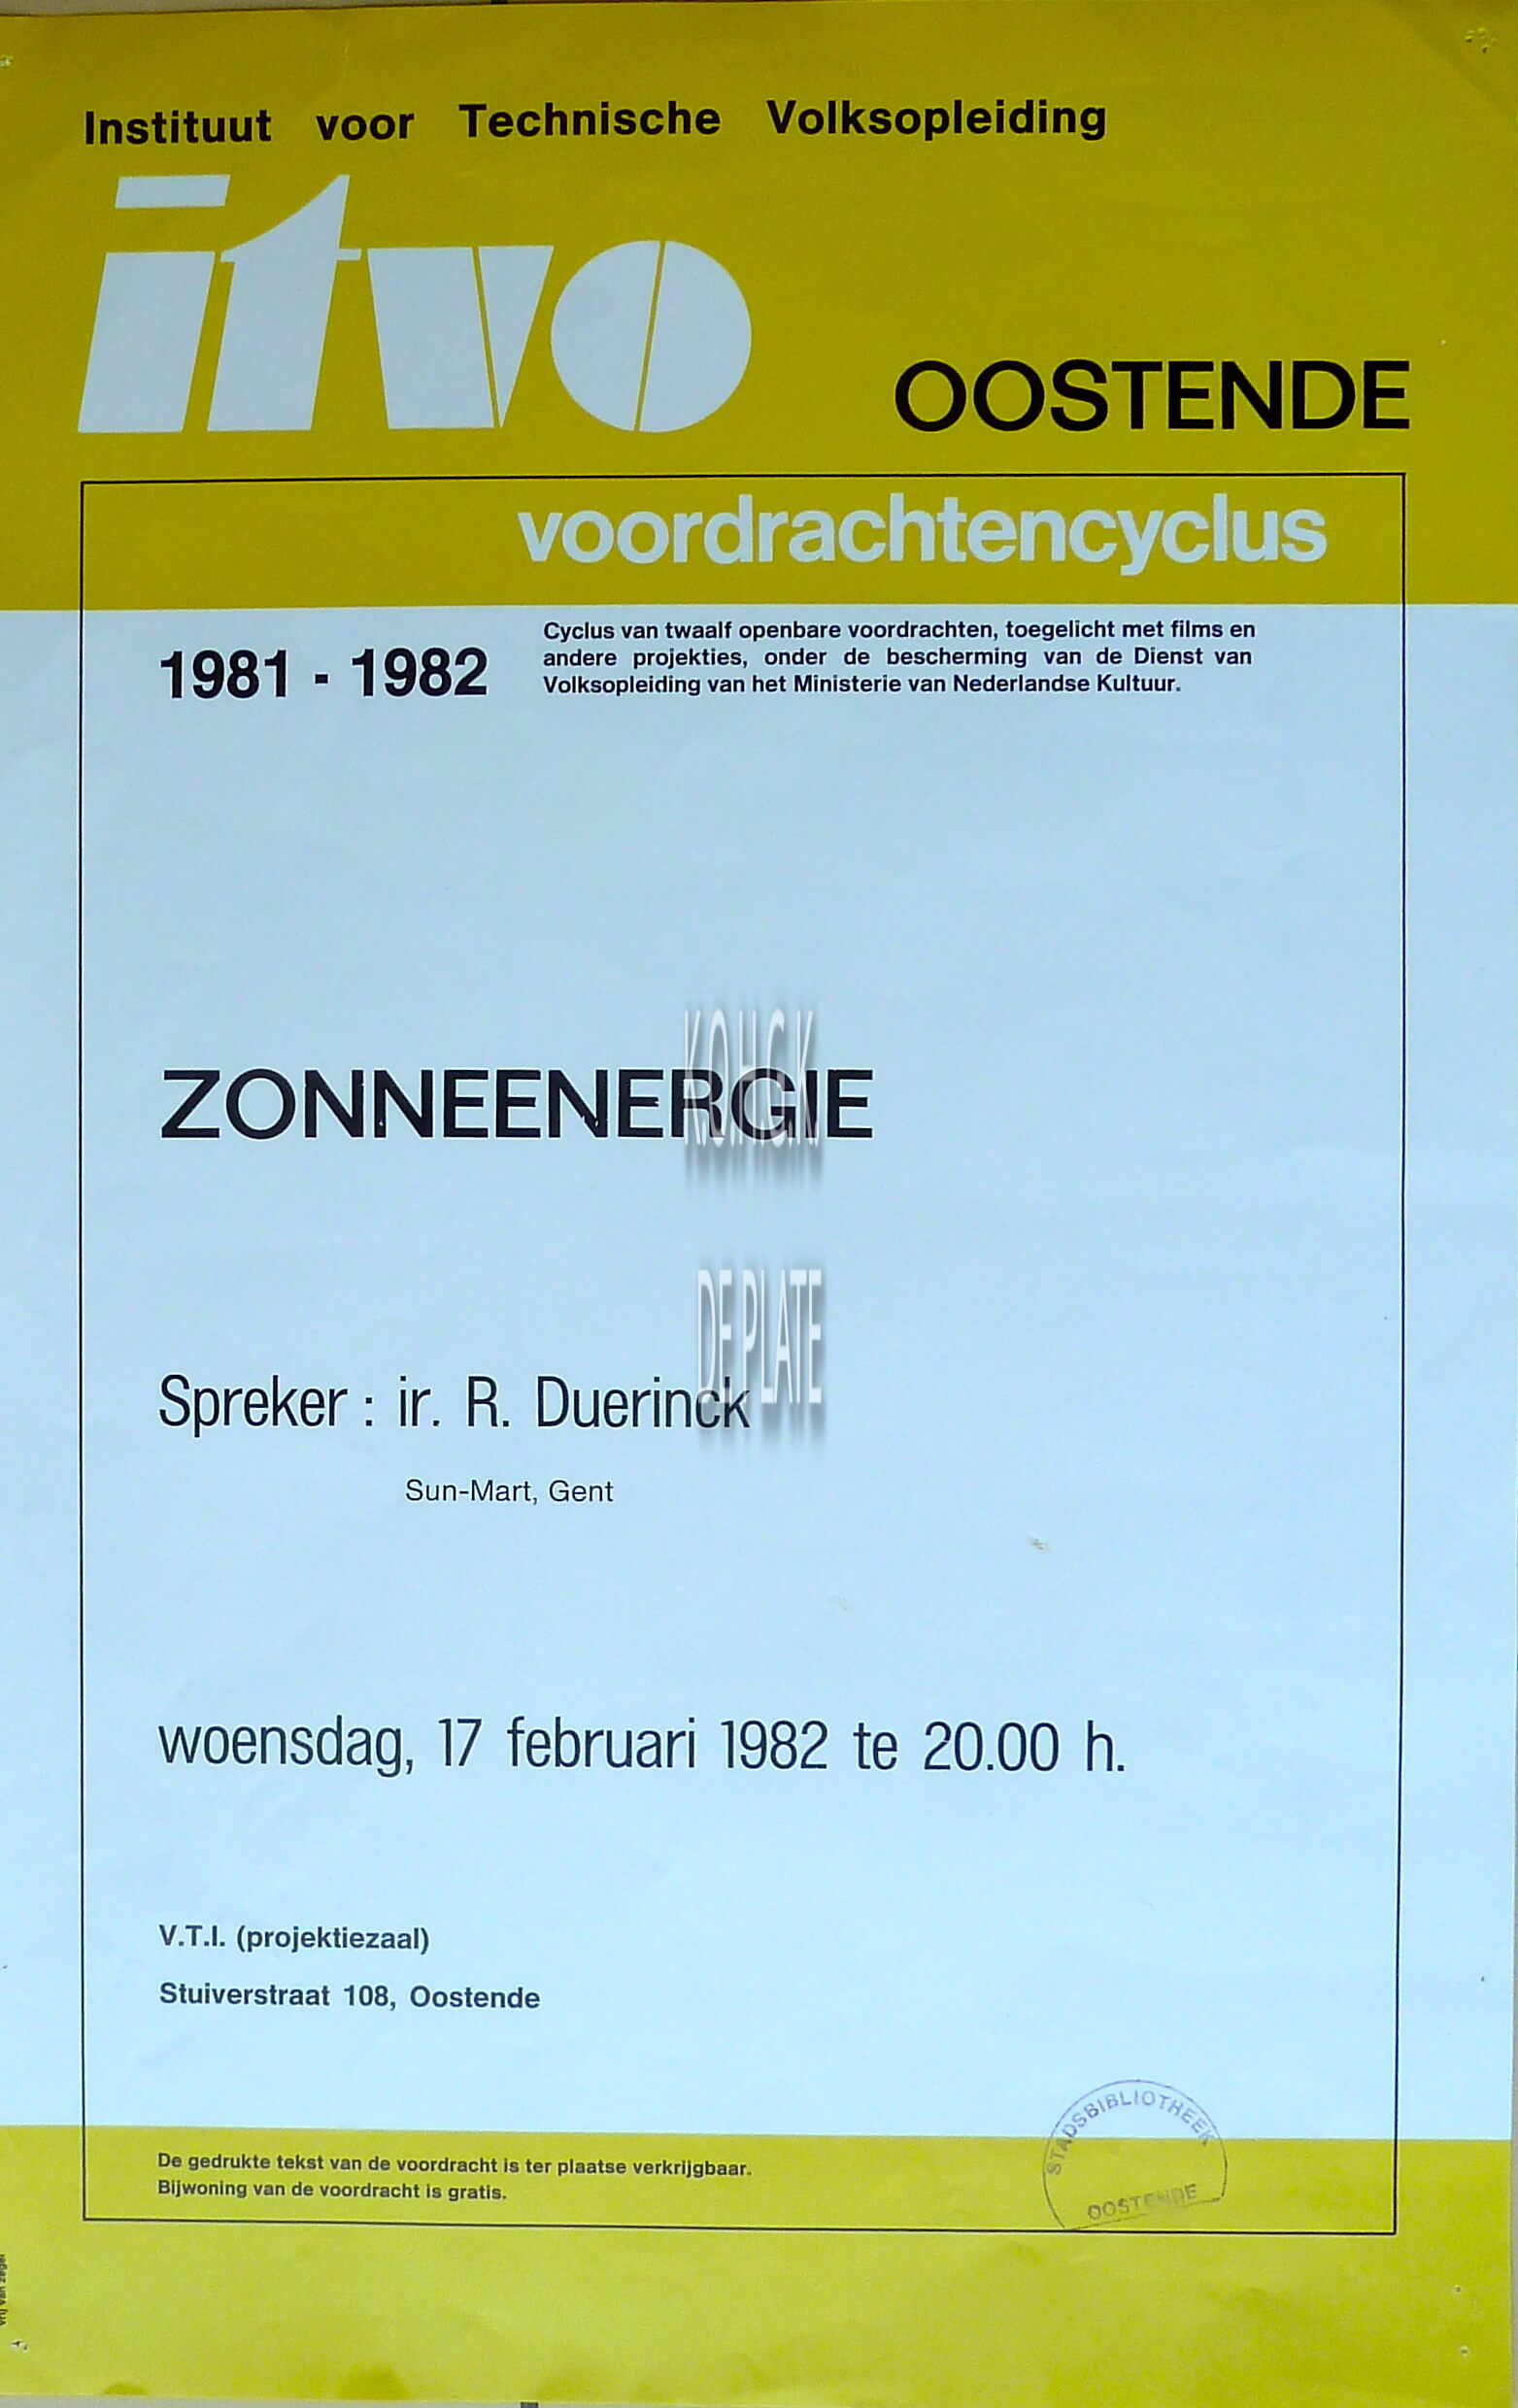 Instituut voor Technische Volksopleiding
itvo
OOSTENDE
voordrachtencyclus
1981 - 1982
Cyclus van twaalf openbare voordrachten, toegelicht met films en
andere projekties, onder de bescherming van de Dienst van
Volksopleiding van het Ministerie van Nederlandse Kultuur.
K.O.H.G.K.
ZONNEENERGIE
DE PLATE
Spreker : ir. R. Duerinck
Sun-Mart, Gent
woensdag, 17 februari 1982 te 20.00 h.
V.T.I. (projektiezaal)
Stuiverstraat 108, Oostende
STADSBIBLIOTHEEK
OOSTENDE
De gedrukte tekst van de voordracht is ter plaatse verkrijgbaar.
Bijwoning van de voordracht is gratis.
vrij van zegel